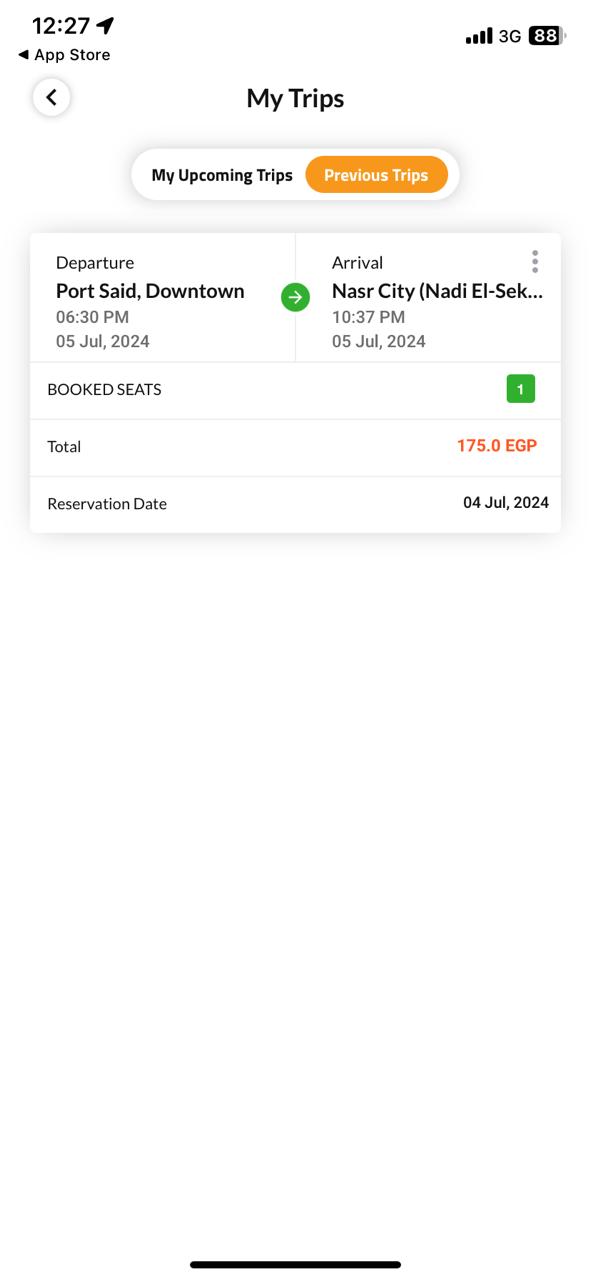 12:27
3G 88
App Store
My Trips
My Upcoming Trips
Previous Trips
Departure
Port Said, Downtown
06:30 PM
05 Jul, 2024
Arrival
Nasr City (Nadi El-Sek...
10:37 PM
05 Jul, 2024
BOOKED SEATS 1
Total 175.0 EGP
Reservation Date 04 Jul, 2024